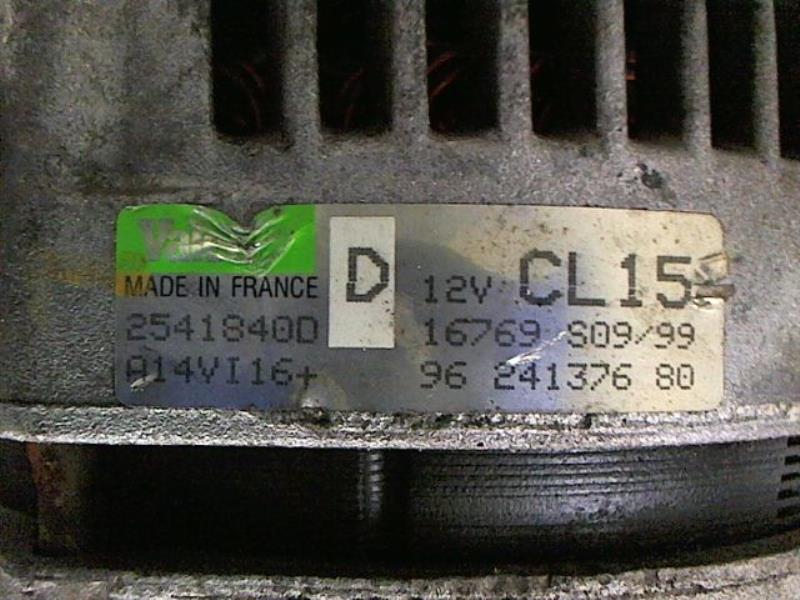 MADE IN FRANCE
D
12V CL15
2541840D
16769 S09/99
A14VI16+
96 241376 80